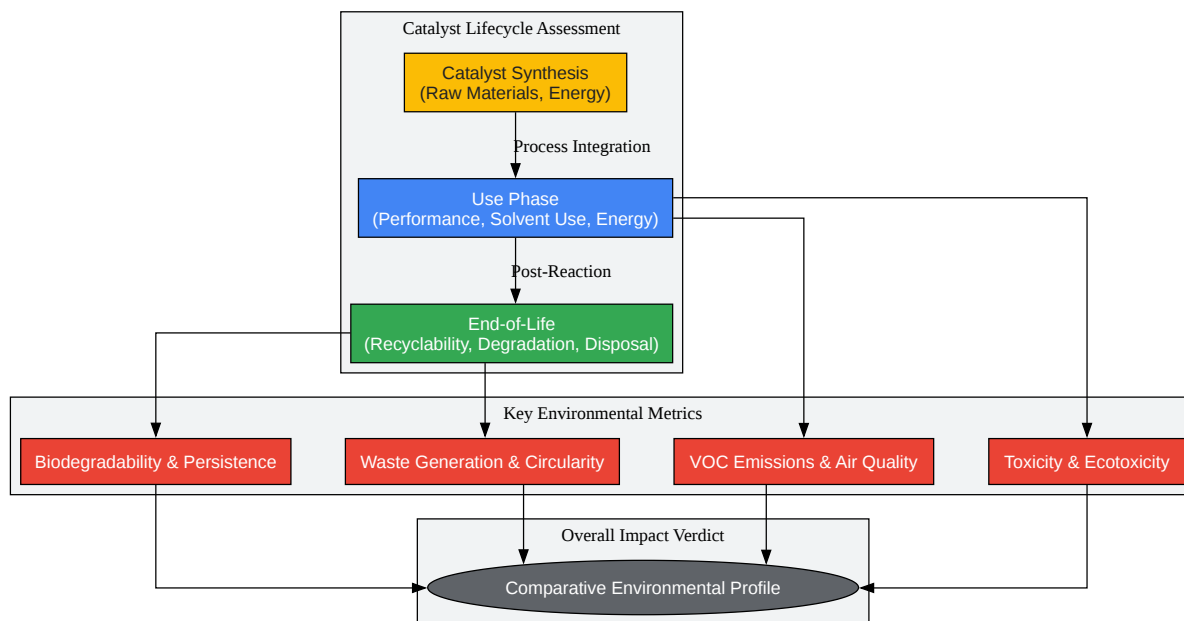 Catalyst Lifecycle Assessment
Catalyst Synthesis
(Raw Materials, Energy)
Process Integration
Use Phase
(Performance, Solvent Use, Energy)
Post-Reaction
End-of-Life
(Recyclability, Degradation, Disposal)
Key Environmental Metrics
Biodegradability & Persistence
Waste Generation & Circularity
VOC Emissions & Air Quality
Toxicity & Ecotoxicity
Overall Impact Verdict
Comparative Environmental Profile